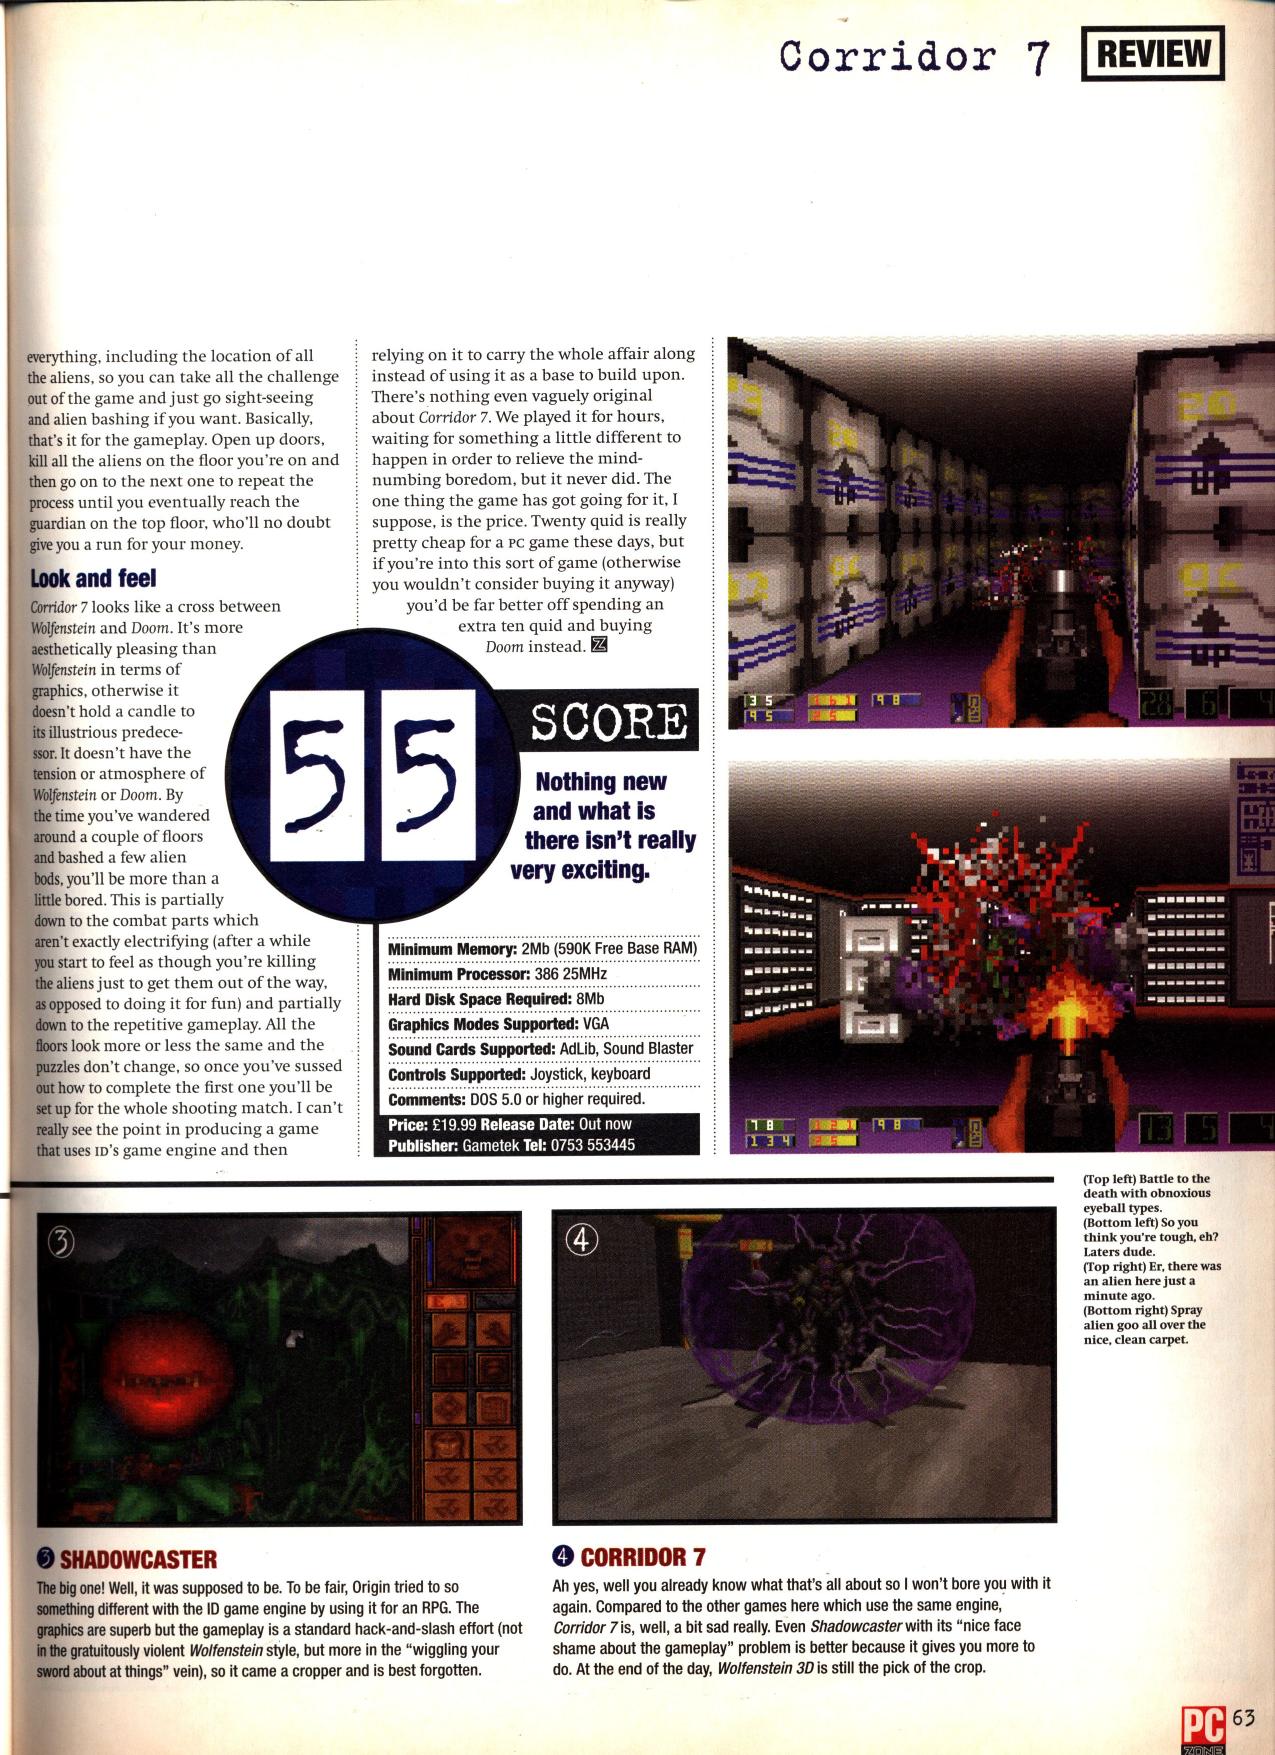 Corridor 7 REVIEW
everything, including the location of all
the aliens, so you can take all the challenge
out of the game and just go sight-seeing
and alien bashing if you want. Basically,
that's it for the gameplay. Open up doors,
kill all the aliens on the floor you're on and
then go on to the next one to repeat the
process until you eventually reach the
guardian on the top floor, who'll no doubt
give you a run for your money.
Look and feel
Corridor 7 looks like a cross between
Wolfenstein and Doom. It's more
aesthetically pleasing than
Wolfenstein in terms of
graphics, otherwise it
doesn't hold a candle to
its illustrious predece-
ssor. It doesn't have the
tension or atmosphere of
Wolfenstein or Doom. By
the time you've wandered
around a couple of floors
and bashed a few alien
bods, you'll be more than a
little bored. This is partially
down to the combat parts which
aren't exactly electrifying (after a while
you start to feel as though you're killing
the aliens just to get them out of the way,
as opposed to doing it for fun) and partially
down to the repetitive gameplay. All the
floors look more or less the same and the
puzzles don't change, so once you've sussed
out how to complete the first one you'll be
set up for the whole shooting match. I can't
really see the point in producing a game
that uses ID's game engine and then
relying on it to carry the whole affair along
instead of using it as a base to build upon.
There's nothing even vaguely original
about Corridor 7. We played it for hours,
waiting for something a little different to
happen in order to relieve the mind-
numbing boredom, but it never did. The
one thing the game has got going for it, I
suppose, is the price. Twenty quid is really
pretty cheap for a PC game these days, but
if you're into this sort of game (otherwise
you wouldn't consider buying it anyway)
you'd be far better off spending an
extra ten quid and buying
Doom instead. Z
55
SCORE
Nothing new
and what is
there isn't really
very exciting.
Minimum Memory: 2Mb (590K Free Base RAM)
Minimum Processor: 386 25MHz
Hard Disk Space Required: 8Mb
Graphics Modes Supported: VGA
Sound Cards Supported: AdLib, Sound Blaster
Controls Supported: Joystick, keyboard
Comments: DOS 5.0 or higher required.
Price: £19.99 Release Date: Out now
Publisher: Gametek Tel: 0753 553445
(Top left) Battle to the
death with obnoxious
eyeball types.
(Bottom left) So you
think you're tough, eh?
Laters dude.
(Top right) Er, there was
an alien here just a
minute ago.
(Bottom right) Spray
alien goo all over the
nice, clean carpet.
3
3 SHADOWCASTER
The big one! Well, it was supposed to be. To be fair, Origin tried to so
something different with the ID game engine by using it for an RPG. The
graphics are superb but the gameplay is a standard hack-and-slash effort (not
in the gratuitously violent Wolfenstein style, but more in the “wiggling your
sword about at things” vein), so it came a cropper and is best forgotten.
4
4 CORRIDOR 7
Ah yes, well you already know what that's all about so I won't bore you with it
again. Compared to the other games here which use the same engine,
Corridor 7 is, well, a bit sad really. Even Shadowcaster with its “nice face
shame about the gameplay” problem is better because it gives you more to
do. At the end of the day, Wolfenstein 3D is still the pick of the crop.
PC ZONE 63